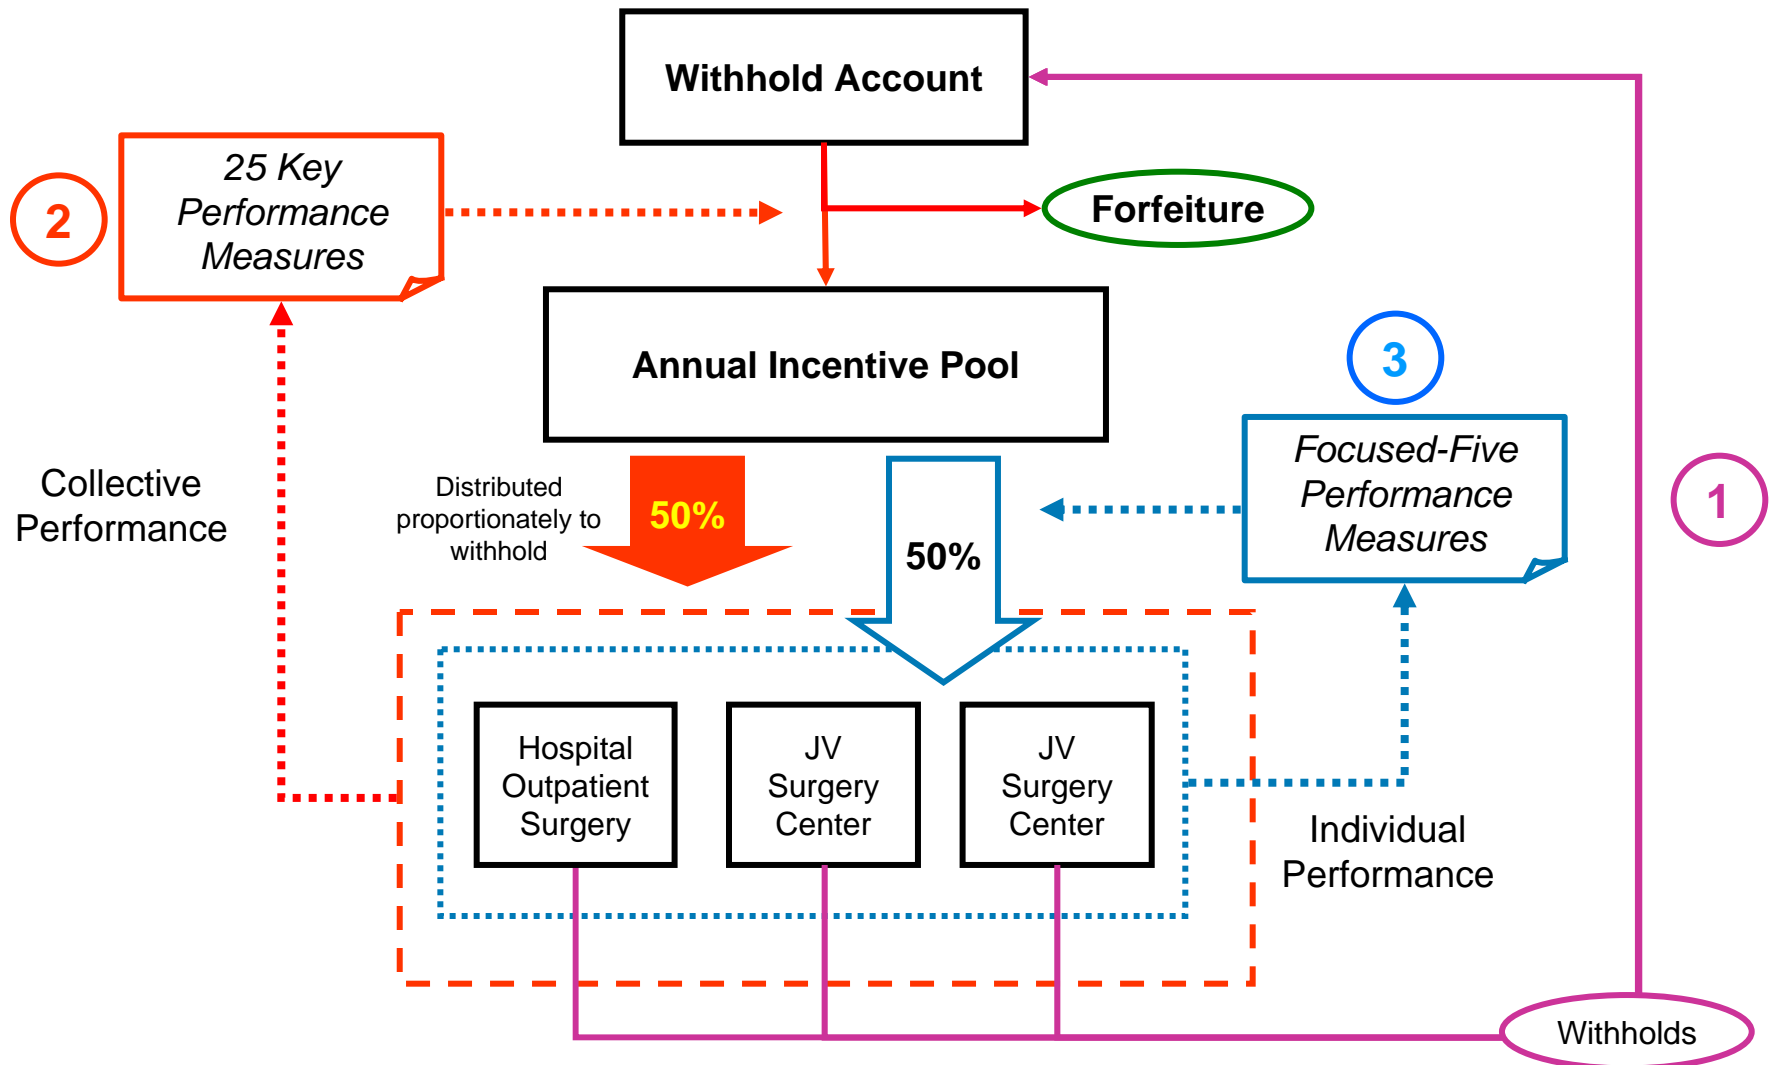 Withhold Account
25 Key
Performance
Measures
2
Forfeiture
Annual Incentive Pool
3
Collective
Performance
Distributed
proportionately to
withhold
50%
50%
Focused-Five
Performance
Measures
1
Hospital
Outpatient
Surgery
JV
Surgery
Center
JV
Surgery
Center
Individual
Performance
Withholds